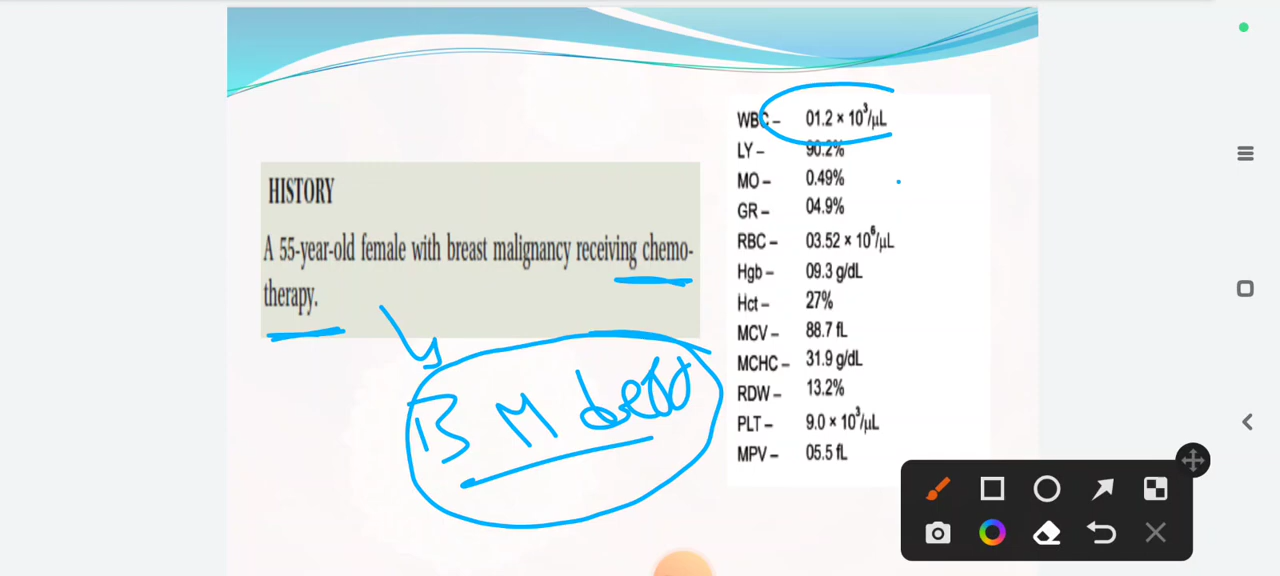 HISTORY
A 55-year-old female with breast malignancy receiving chemo-
therapy.
B M
WBC – 01.2 × 10³/µL
LY – 90.2%
MO – 0.49%
GR – 04.9%
RBC – 03.52 × 10⁶/µL
Hgb – 09.3 g/dL
Hct – 27%
MCV – 88.7 fL
MCHC – 31.9 g/dL
RDW – 13.2%
PLT – 9.0 × 10³/µL
MPV – 05.5 fL